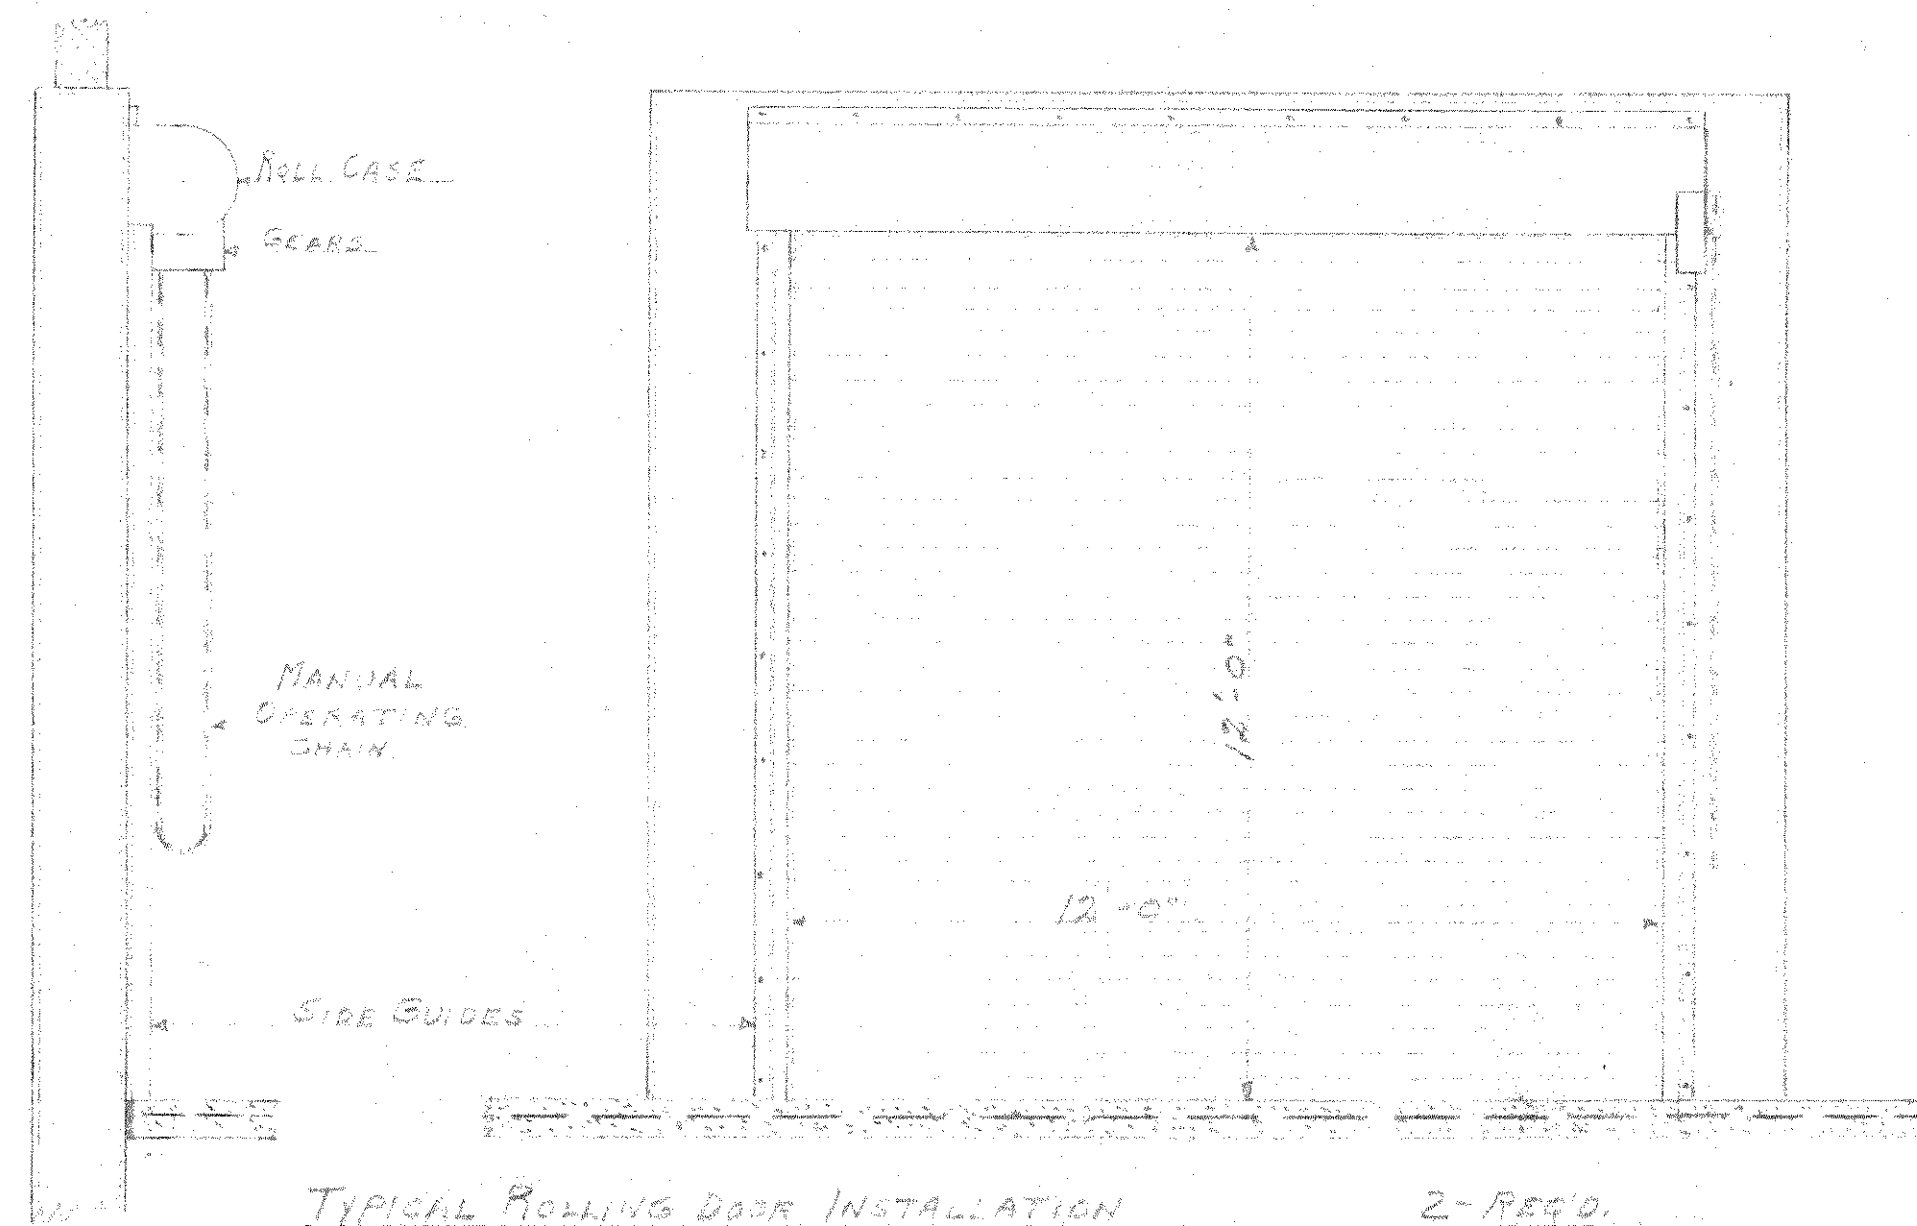 ROLL CASE
GEARS
MANUAL
OPERATING
CHAIN.
12'-0"
12'-0"
SIDE GUIDES
TYPICAL ROLLING DOOR INSTALLATION
2-REQ'D.